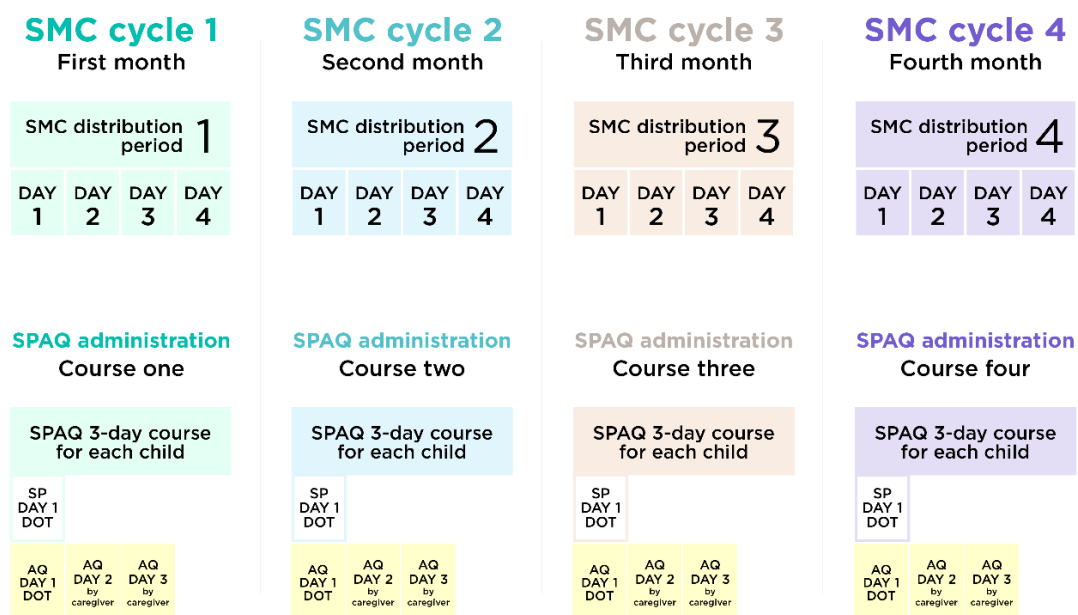 SMC cycle 1
First month
SMC distribution
period 1
DAY
1
DAY
2
DAY
3
DAY
4
SPAQ administration
Course one
SPAQ 3-day course
for each child
SP
DAY 1
DOT
AQ
DAY 1
DOT
AQ
DAY 2
by
caregiver
AQ
DAY 3
by
caregiver
SMC cycle 2
Second month
SMC distribution
period 2
DAY
1
DAY
2
DAY
3
DAY
4
SPAQ administration
Course two
SPAQ 3-day course
for each child
SP
DAY 1
DOT
AQ
DAY 1
DOT
AQ
DAY 2
by
caregiver
AQ
DAY 3
by
caregiver
SMC cycle 3
Third month
SMC distribution
period 3
DAY
1
DAY
2
DAY
3
DAY
4
SPAQ administration
Course three
SPAQ 3-day course
for each child
SP
DAY 1
DOT
AQ
DAY 1
DOT
AQ
DAY 2
by
caregiver
AQ
DAY 3
by
caregiver
SMC cycle 4
Fourth month
SMC distribution
period 4
DAY
1
DAY
2
DAY
3
DAY
4
SPAQ administration
Course four
SPAQ 3-day course
for each child
SP
DAY 1
DOT
AQ
DAY 1
DOT
AQ
DAY 2
by
caregiver
AQ
DAY 3
by
caregiver